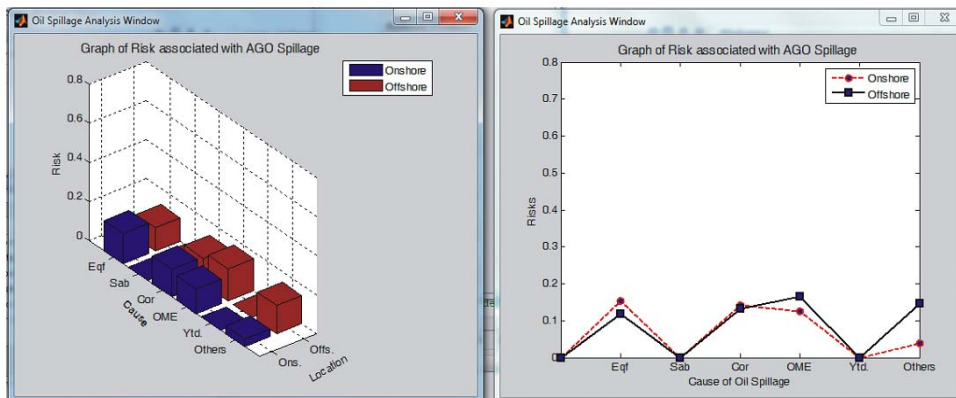 Oil Spillage Analysis Window
Graph of Risk associated with AGO Spillage
Onshore
Offshore
0.8
0.6
0.4
0.2
0
Risk
Eqf
Sab
Cor
OME
Ytd.
Others
Cause
Ons.
Offs.
Location
Oil Spillage Analysis Window
Graph of Risk associated with AGO Spillage
Onshore
Offshore
0.8
0.7
0.6
0.5
0.4
0.3
0.2
0.1
0
Risks
Eqf Sab Cor OME Ytd. Others
Cause of Oil Spillage